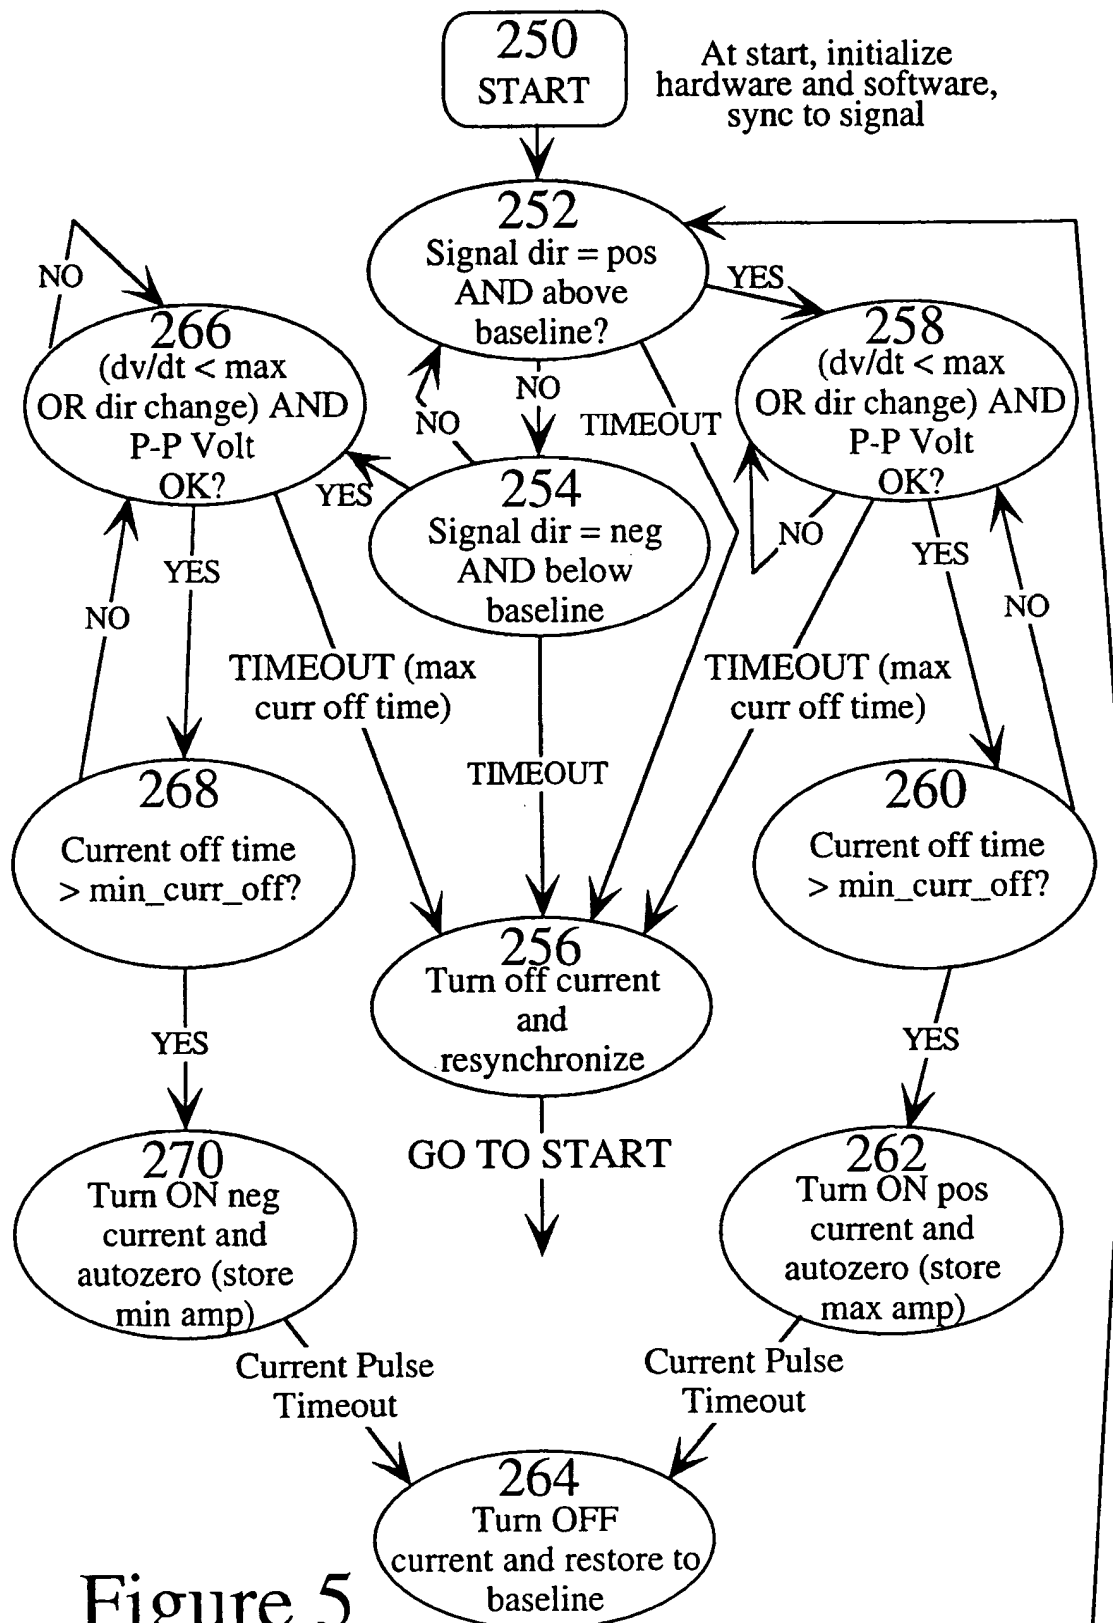 250
START
At start, initialize
hardware and software,
sync to signal
252
Signal dir = pos
AND above
baseline?
YES
NO
NO
NO
TIMEOUT
266
(dv/dt < max
OR dir change) AND
P-P Volt
OK?
258
(dv/dt < max
OR dir change) AND
P-P Volt
OK?
YES
254
Signal dir = neg
AND below
baseline
NO
YES
NO
YES
NO
TIMEOUT (max
curr off time)
TIMEOUT (max
curr off time)
TIMEOUT
268
Current off time
> min_curr_off?
260
Current off time
> min_curr_off?
256
Turn off current
and
resynchronize
YES
YES
GO TO START
270
Turn ON neg
current and
autozero (store
min amp)
262
Turn ON pos
current and
autozero (store
max amp)
Current Pulse
Timeout
Current Pulse
Timeout
264
Turn OFF
current and restore to
baseline
Figure 5